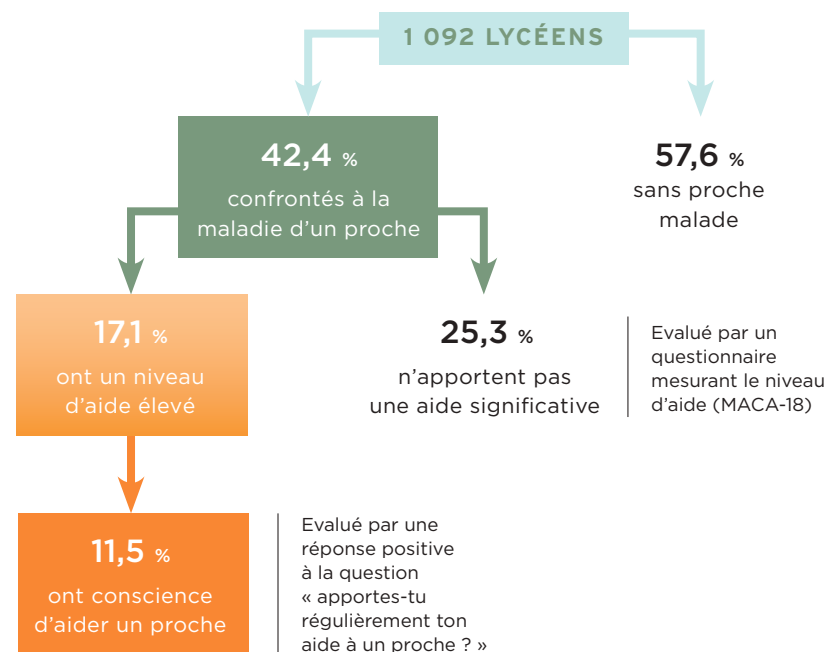 1 092 LYCÉENS
42,4 %
confrontés à la
maladie d'un proche
57,6 %
sans proche
malade
17,1 %
ont un niveau
d'aide élevé
25,3 %
n'apportent pas
une aide significative
Evalué par un
questionnaire
mesurant le niveau
d'aide (MACA-18)
11,5 %
ont conscience
d'aider un proche
Evalué par une
réponse positive
à la question
« apportes-tu
régulièrement ton
aide à un proche ? »